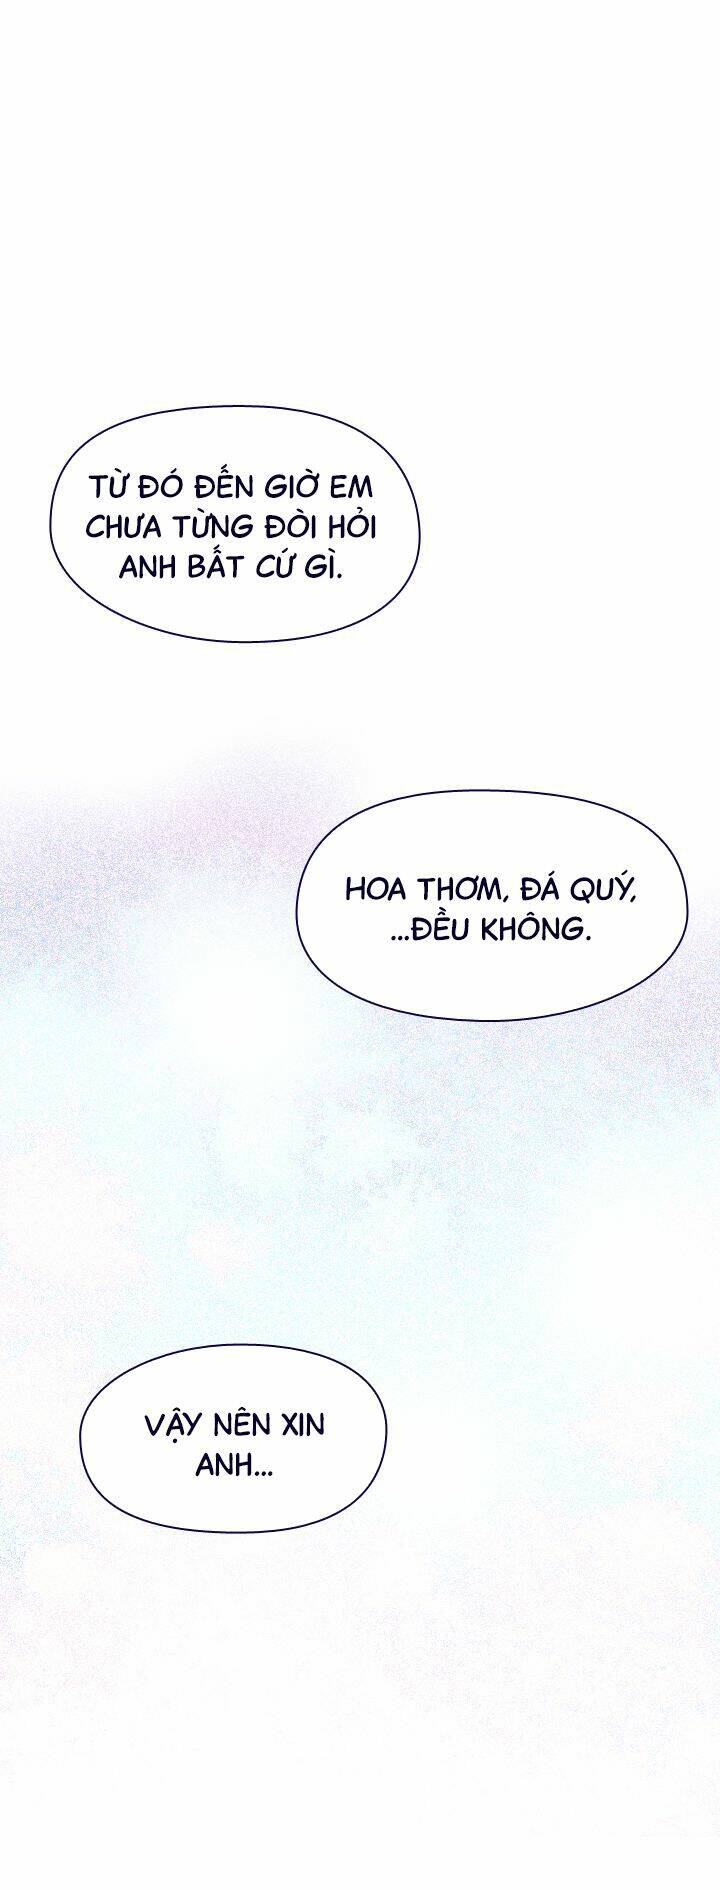 TỪ ĐÓ ĐẾN GIỜ EM
CHƯA TỪNG ĐÒI HỎI
ANH BẤT CỨ GÌ.
HOA THƠM, ĐÁ QUÝ,
...ĐỀU KHÔNG.
VẬY NÊN XIN
ANH...